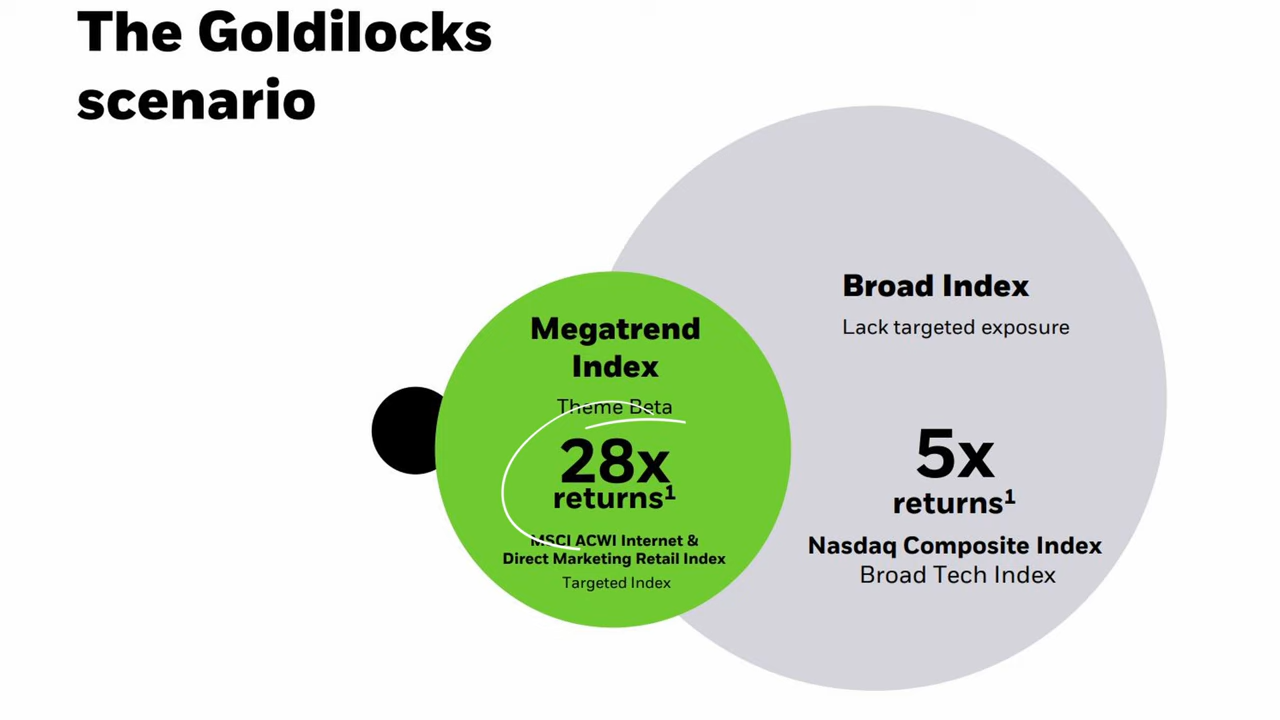 The Goldilocks
scenario
Megatrend
Index
Theme Beta
28x
returns¹
MSCI ACWI Internet &
Direct Marketing Retail Index
Targeted Index
Broad Index
Lack targeted exposure
5x
returns¹
Nasdaq Composite Index
Broad Tech Index